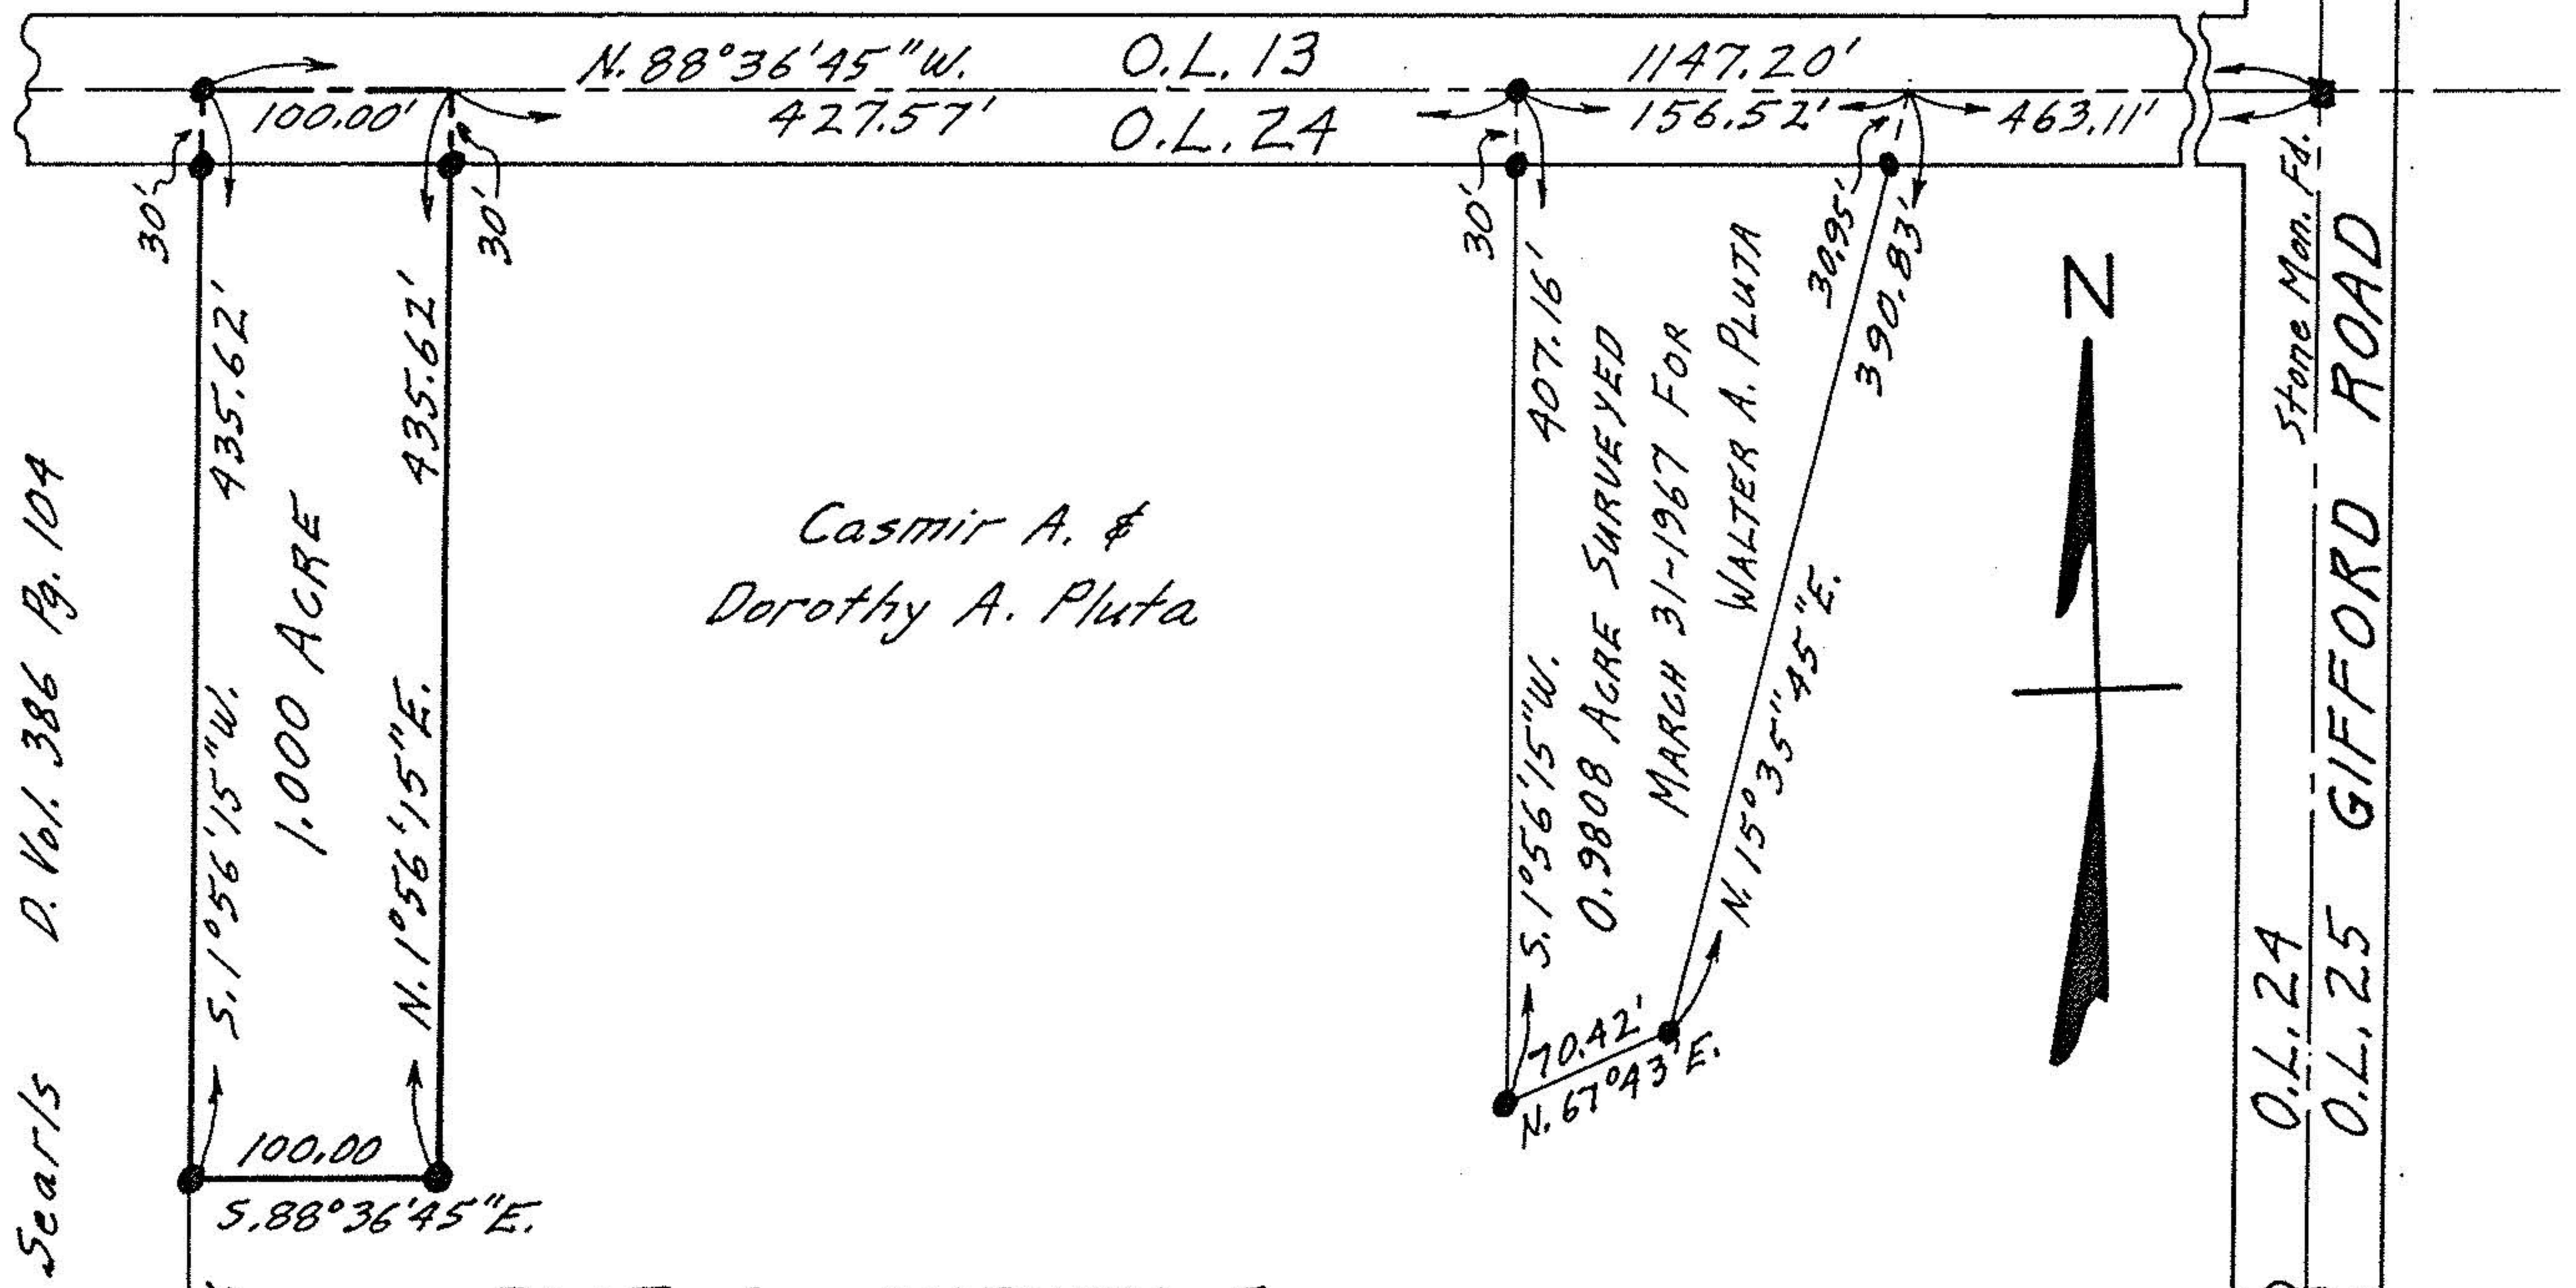 N. 88°36'45"W. O.L. 13 1147.20'
100.00' 427.57' O.L. 24 156.52' 463.11'
30'
30'
30'
30.95'
435.62'
435.62'
407.16'
390.83'
S. 1°56'15"W.
1.000 ACRE
N. 1°56'15"E.
100.00
S. 88°36'45"E.
Searls D. Vol. 386 Pg. 104
Casmir A. &
Dorothy A. Pluta
S. 1°56'15"W.
0.9808 ACRE SURVEYED
MARCH 31-1967 FOR
WALTER A. PLUTA
N. 15°35"45"E.
70.42'
N. 67°43'E.
N
Stone Mon. Fd.
O.L. 24
O.L. 25 GIFFORD ROAD